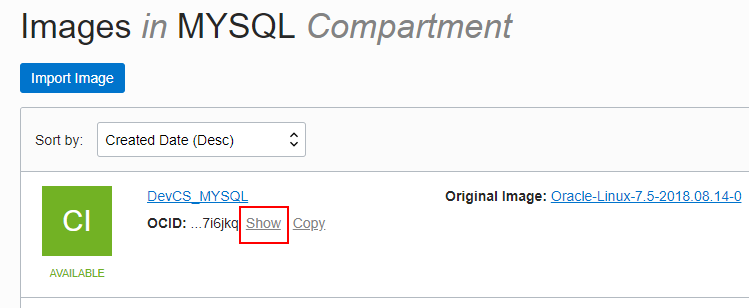 Images in MYSQL Compartment
Import Image
Sort by: Created Date (Desc)
DevCS_MYSQL Original Image: Oracle-Linux-7.5-2018.08.14-0
CI OCID: ...7i6jkq Show Copy
AVAILABLE